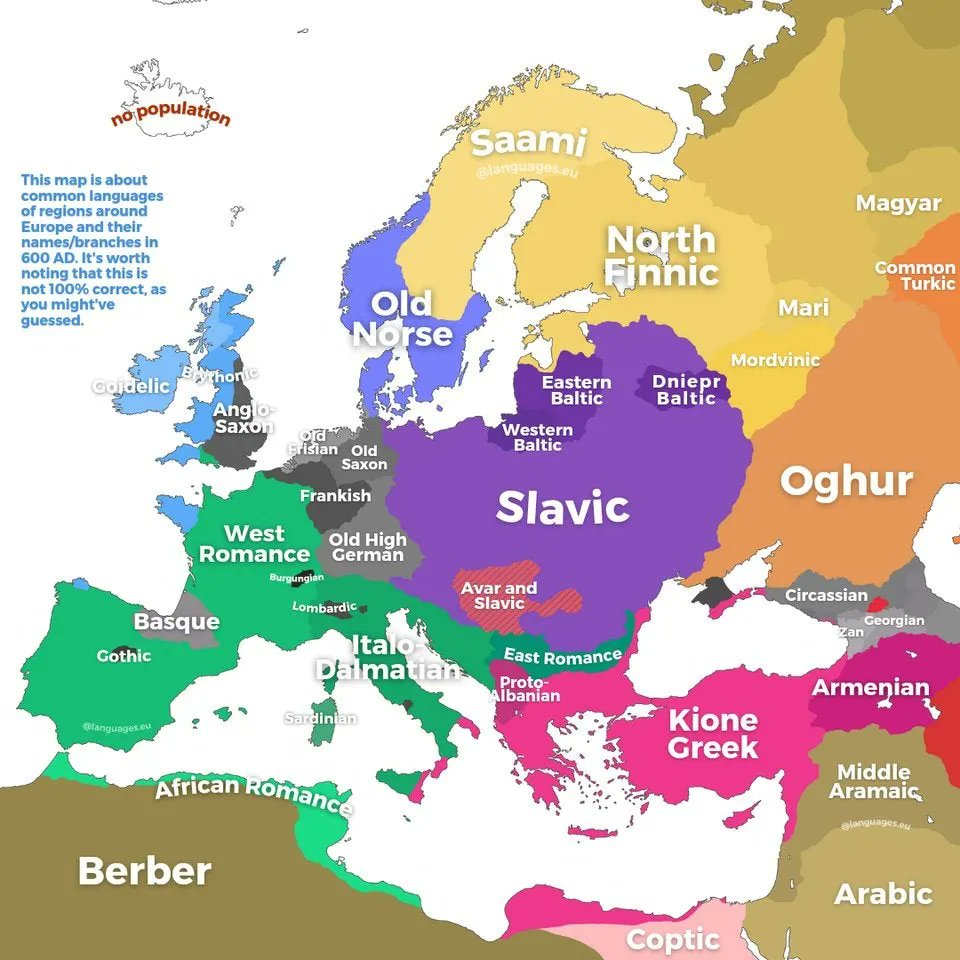 no population
This map is about
common languages
of regions around
Europe and their
names/branches in
600 AD. It's worth
noting that this is
not 100% correct, as
you might've
guessed.
Saami
@languages.eu
Magyar
North
Finnic
Common
Turkic
Old
Norse
Mari
Mordvinic
Goidelic
Brythonic
Anglo-
Saxon
Eastern
Baltic
Dniepr
Baltic
Western
Baltic
Old
Frisian
Old
Saxon
Frankish
Oghur
Slavic
West
Romance
Old High
German
Burgungian
Avar and
Slavic
Circassian
Lombardic
Georgian
Zan
Basque
Gothic
Italo-
Dalmatian
East Romance
Proto-
Albanian
Armenian
Sardinian
@languages.eu
Kione
Greek
African Romance
Middle
Aramaic
@languages.eu
Berber
Arabic
Coptic